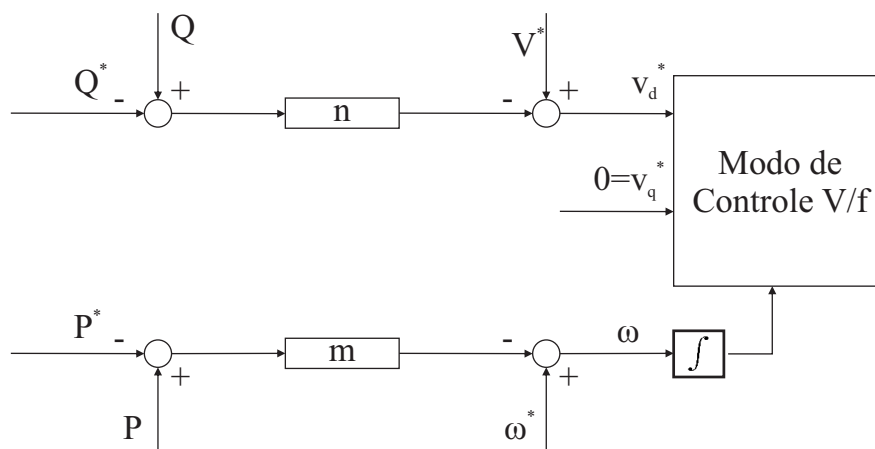 Q
V*
Q*
-
+
n
-
+
v_d*
0=v_q*
Modo de
Controle V/f
P*
-
+
m
-
+
ω
∫
P
ω*